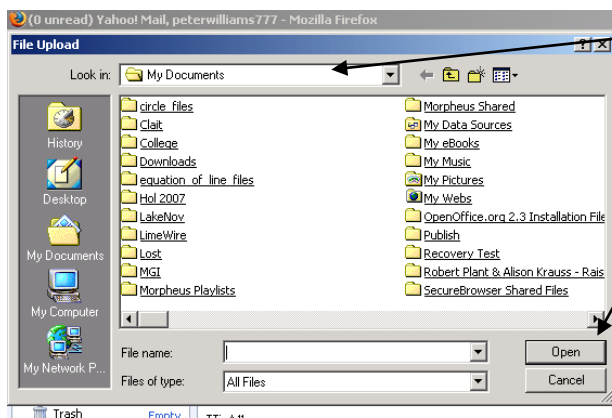 (0 unread) Yahoo! Mail, peterwilliams777 - Mozilla Firefox
File Upload
Look in: My Documents
History
Desktop
My Documents
My Computer
My Network P...
circle_files
Clait
College
Downloads
equation_of_line_files
Hol 2007
LakeNov
LimeWire
Lost
MGI
Morpheus Playlists
Morpheus Shared
My Data Sources
My eBooks
My Music
My Pictures
My Webs
OpenOffice.org 2.3 Installation File
Publish
Recovery Test
Robert Plant & Alison Krauss - Rais
SecureBrowser Shared Files
File name: Open
Files of type: All Files Cancel
Trash Empty